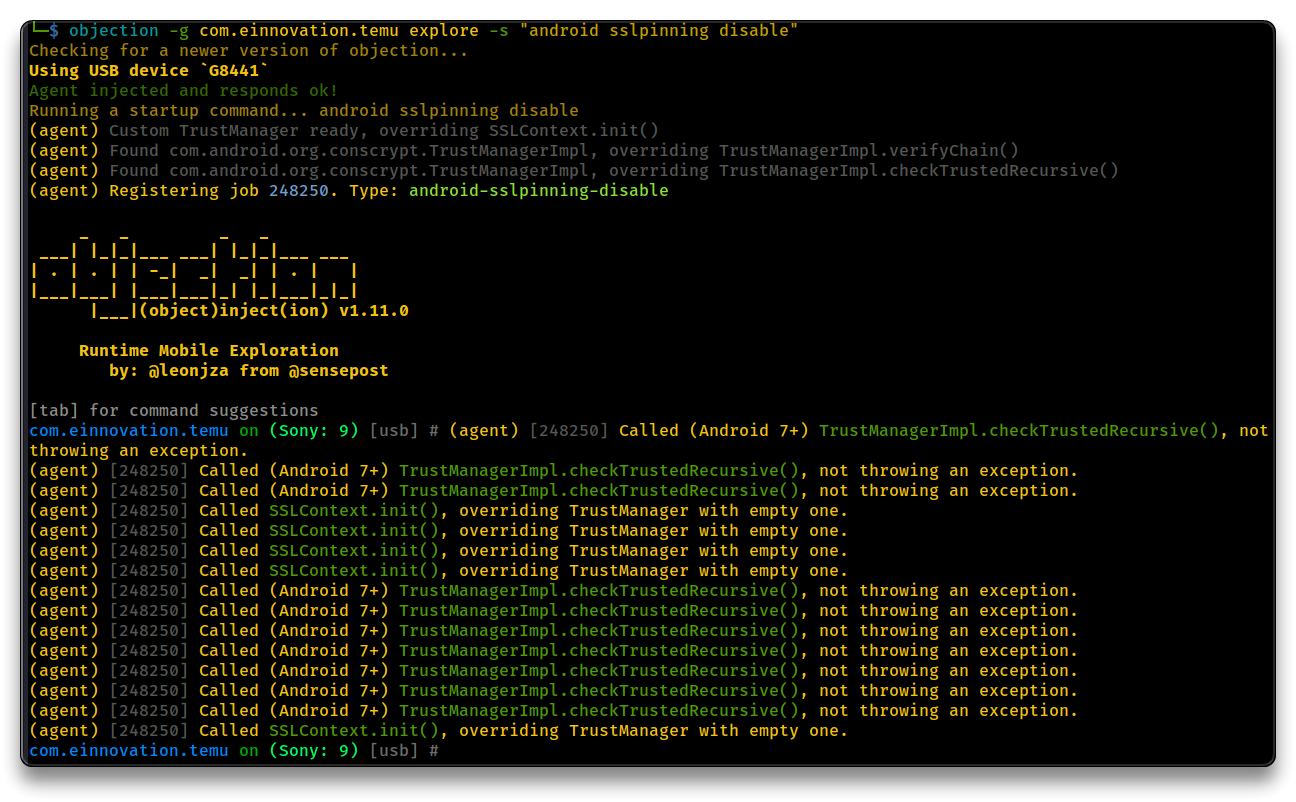 └─$ objection -g com.einnovation.temu explore -s "android sslpinning disable"
Checking for a newer version of objection...
Using USB device `G8441`
Agent injected and responds ok!
Running a startup command... android sslpinning disable
(agent) Custom TrustManager ready, overriding SSLContext.init()
(agent) Found com.android.org.conscrypt.TrustManagerImpl, overriding TrustManagerImpl.verifyChain()
(agent) Found com.android.org.conscrypt.TrustManagerImpl, overriding TrustManagerImpl.checkTrustedRecursive()
(agent) Registering job 248250. Type: android-sslpinning-disable
     _   _         _   _
 ___| |_|_|___ ___| |_|_|___ ___
| . | . | | -_|  _|  _| | . |   |
|___|___| |___|___|_| |_|___|_|_|
      |___|(object)inject(ion) v1.11.0
     Runtime Mobile Exploration
        by: @leonjza from @sensepost
[tab] for command suggestions
com.einnovation.temu on (Sony: 9) [usb] # (agent) [248250] Called (Android 7+) TrustManagerImpl.checkTrustedRecursive(), not
throwing an exception.
(agent) [248250] Called (Android 7+) TrustManagerImpl.checkTrustedRecursive(), not throwing an exception.
(agent) [248250] Called (Android 7+) TrustManagerImpl.checkTrustedRecursive(), not throwing an exception.
(agent) [248250] Called SSLContext.init(), overriding TrustManager with empty one.
(agent) [248250] Called SSLContext.init(), overriding TrustManager with empty one.
(agent) [248250] Called SSLContext.init(), overriding TrustManager with empty one.
(agent) [248250] Called SSLContext.init(), overriding TrustManager with empty one.
(agent) [248250] Called (Android 7+) TrustManagerImpl.checkTrustedRecursive(), not throwing an exception.
(agent) [248250] Called (Android 7+) TrustManagerImpl.checkTrustedRecursive(), not throwing an exception.
(agent) [248250] Called (Android 7+) TrustManagerImpl.checkTrustedRecursive(), not throwing an exception.
(agent) [248250] Called (Android 7+) TrustManagerImpl.checkTrustedRecursive(), not throwing an exception.
(agent) [248250] Called (Android 7+) TrustManagerImpl.checkTrustedRecursive(), not throwing an exception.
(agent) [248250] Called (Android 7+) TrustManagerImpl.checkTrustedRecursive(), not throwing an exception.
(agent) [248250] Called (Android 7+) TrustManagerImpl.checkTrustedRecursive(), not throwing an exception.
(agent) [248250] Called SSLContext.init(), overriding TrustManager with empty one.
com.einnovation.temu on (Sony: 9) [usb] #